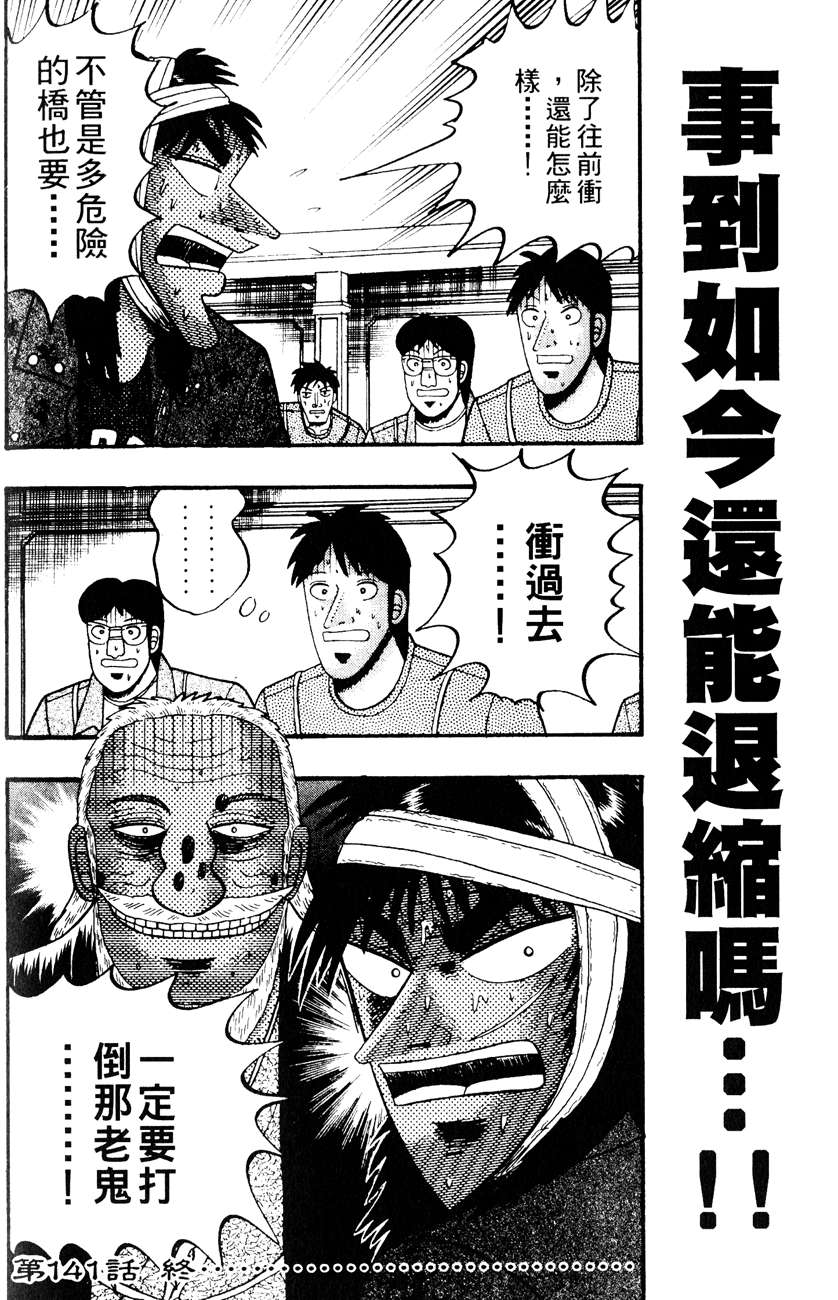 事到如今還能退縮嗎…!!
除了往前衝
，還能怎麼
樣……!
不管是多危險
的橋也要……
衝過去
……!
……
……
一定要打
倒那老鬼
……!
第141話 終